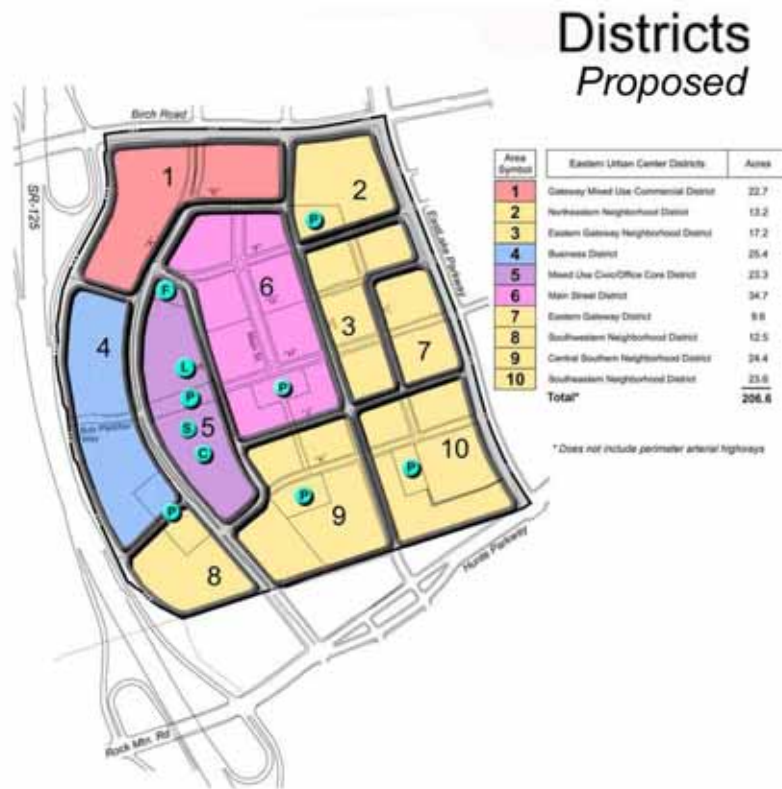 Districts
Proposed
Area Symbol
Eastern Urban Center Districts
Acres
1 Gateway Mixed Use Commercial District 22.7
2 Northeastern Neighborhood District 13.2
3 Eastern Gateway Neighborhood District 17.2
4 Business District 25.4
5 Mixed Use Civic/Office Core District 23.3
6 Main Street District 34.7
7 Eastern Gateway District 9.6
8 Southwestern Neighborhood District 12.5
9 Central Southern Neighborhood District 24.4
10 Southeastern Neighborhood District 23.6
Total* 206.6
* Does not include perimeter arterial highways
Birch Road
SR-125
EastLake Parkway
1
2
P
F
6
3
4
7
L
Main St
P
P
S
5
C
10
P
P
P
9
8
Hunte Parkway
Rock Mtn. Rd